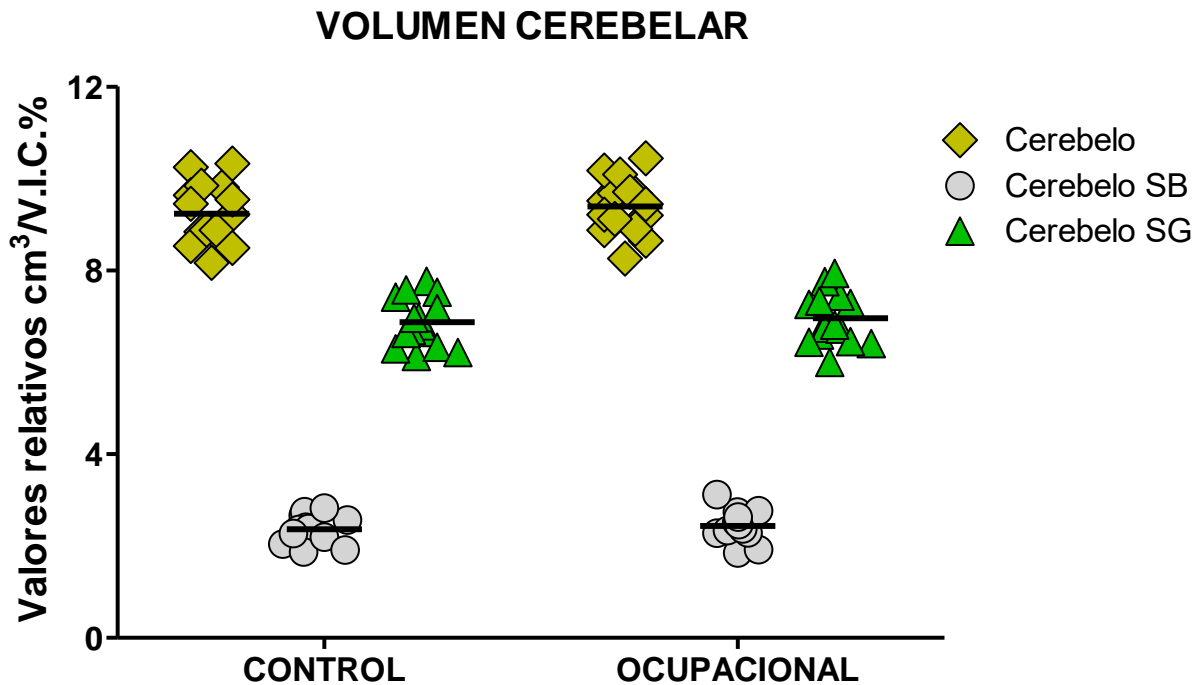 VOLUMEN CEREBELAR
Valores relativos cm³/V.I.C.%
12
8
4
0
CONTROL
OCUPACIONAL
Cerebelo
Cerebelo SB
Cerebelo SG